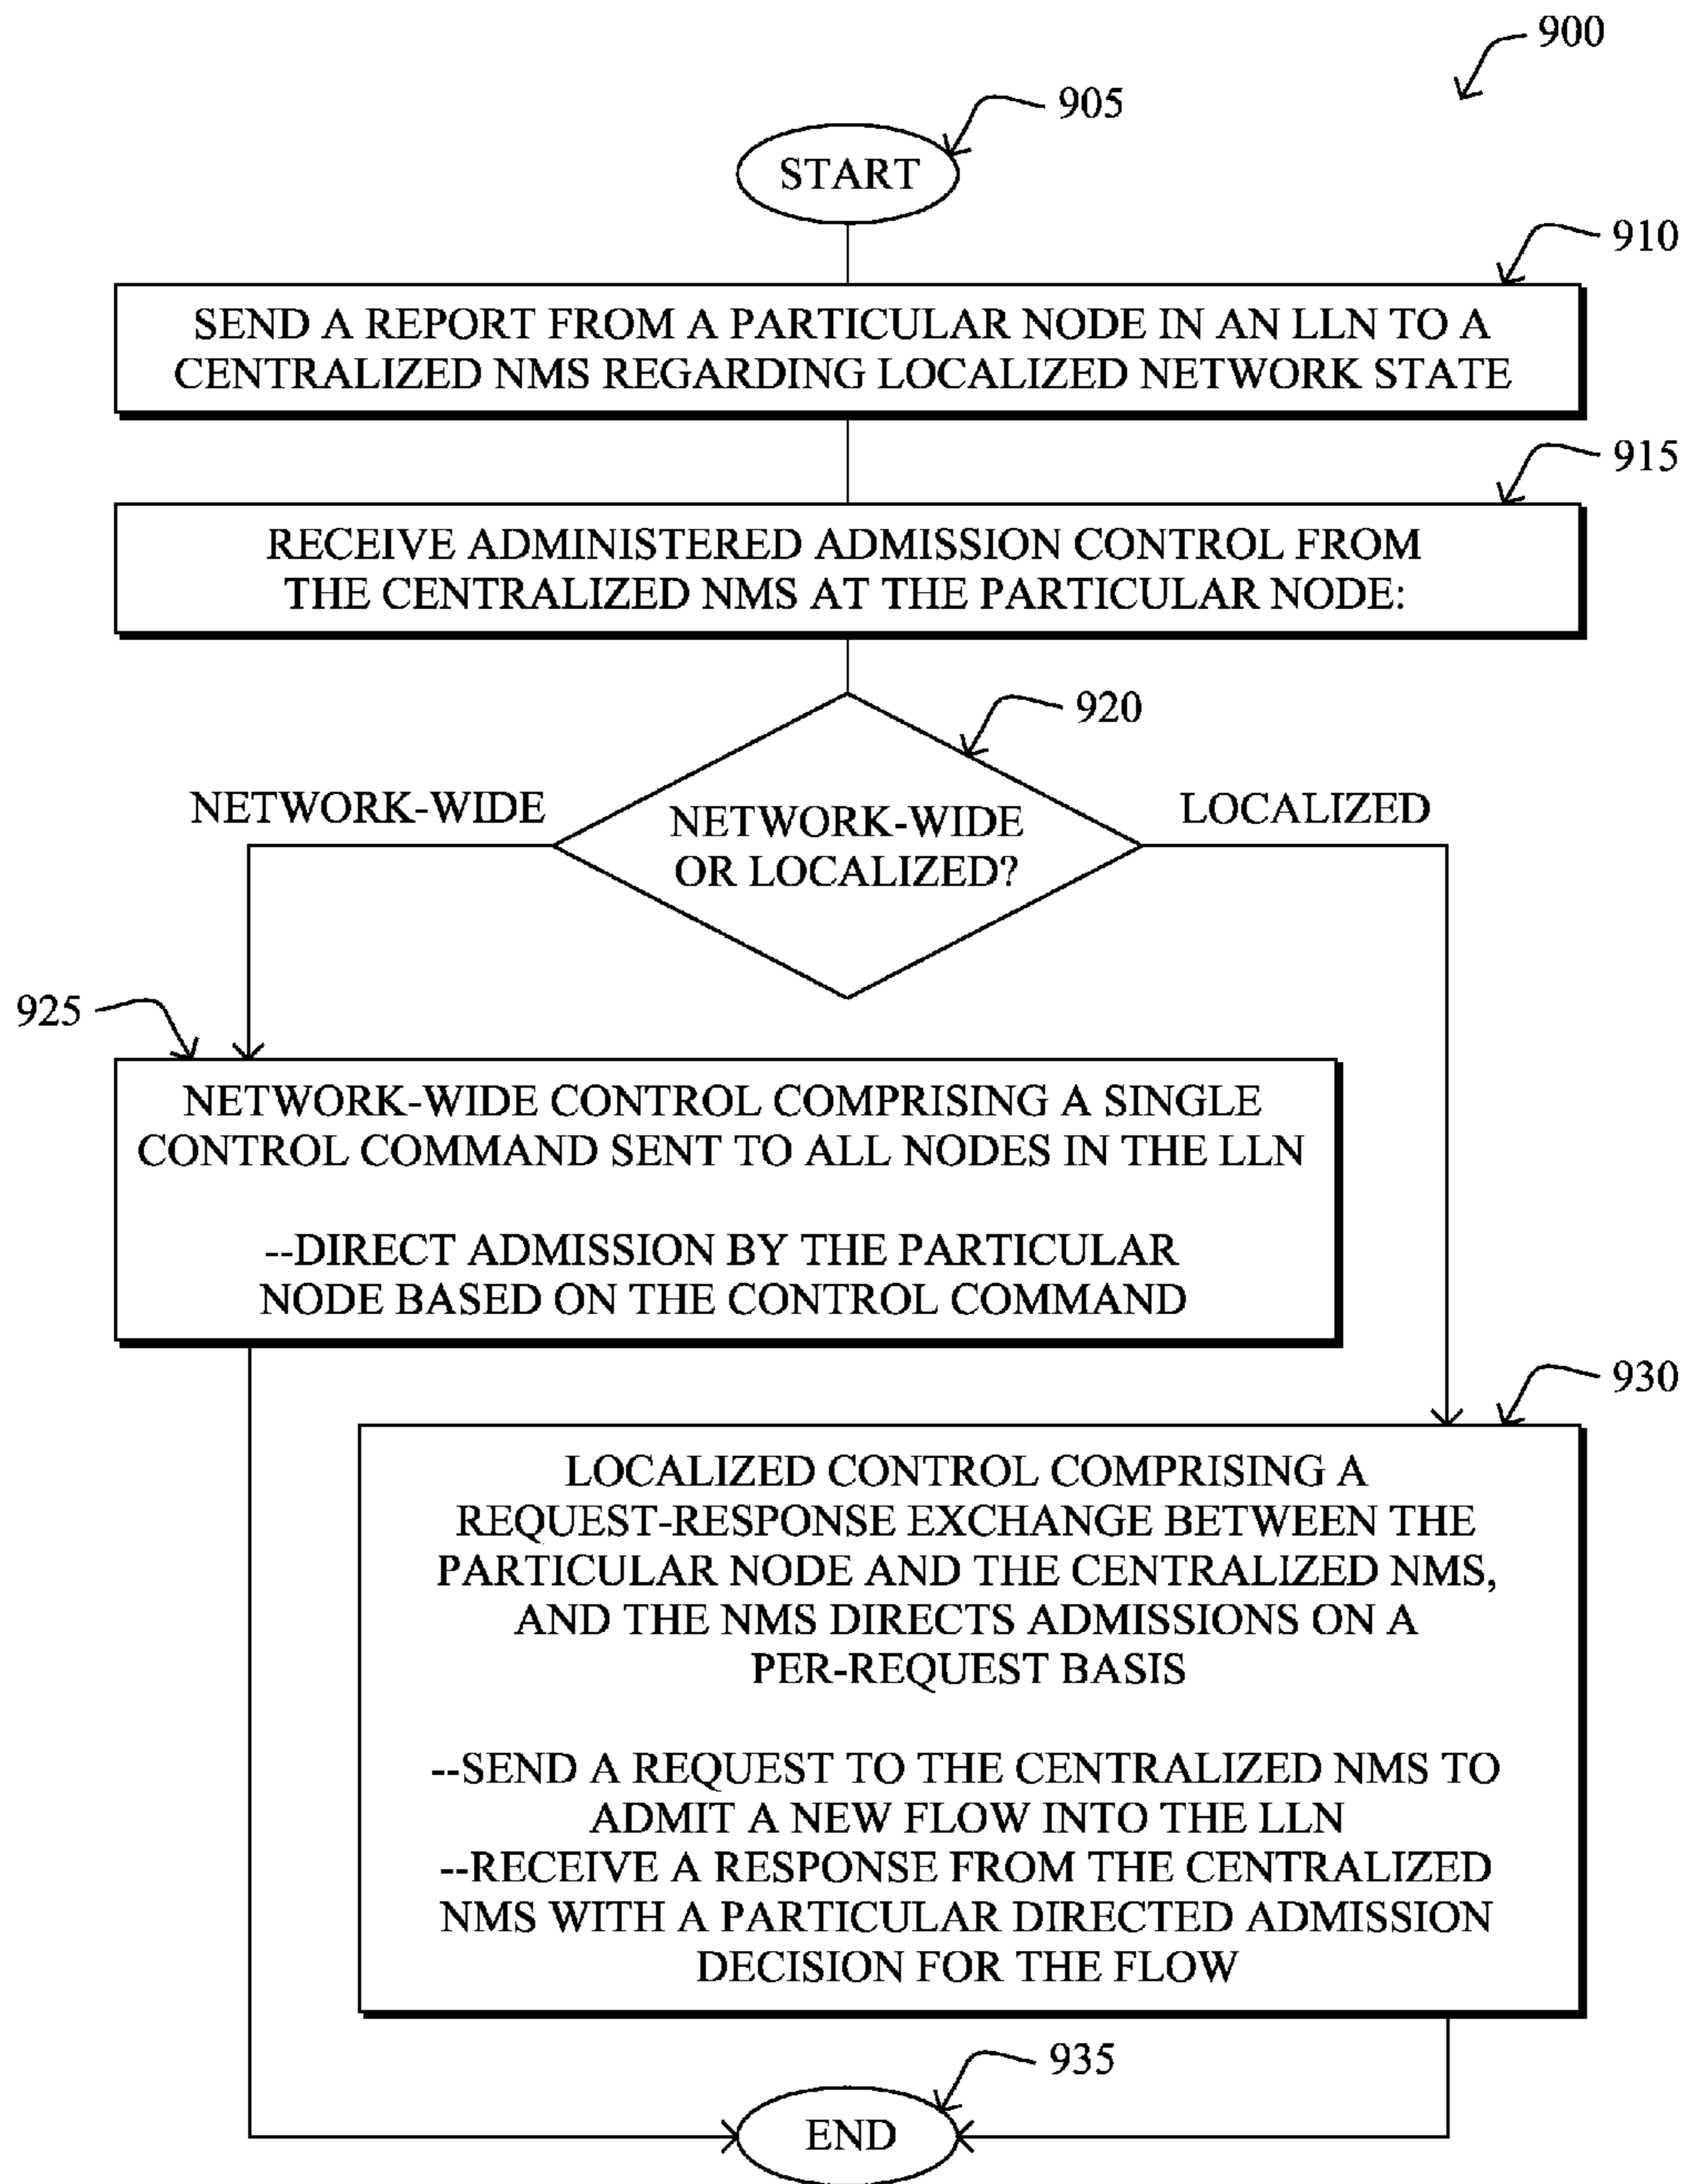 900
905
START
910
SEND A REPORT FROM A PARTICULAR NODE IN AN LLN TO A
CENTRALIZED NMS REGARDING LOCALIZED NETWORK STATE
915
RECEIVE ADMINISTERED ADMISSION CONTROL FROM
THE CENTRALIZED NMS AT THE PARTICULAR NODE:
920
NETWORK-WIDE
LOCALIZED
NETWORK-WIDE
OR LOCALIZED?
925
NETWORK-WIDE CONTROL COMPRISING A SINGLE
CONTROL COMMAND SENT TO ALL NODES IN THE LLN
--DIRECT ADMISSION BY THE PARTICULAR
NODE BASED ON THE CONTROL COMMAND
930
LOCALIZED CONTROL COMPRISING A
REQUEST-RESPONSE EXCHANGE BETWEEN THE
PARTICULAR NODE AND THE CENTRALIZED NMS,
AND THE NMS DIRECTS ADMISSIONS ON A
PER-REQUEST BASIS
--SEND A REQUEST TO THE CENTRALIZED NMS TO
ADMIT A NEW FLOW INTO THE LLN
--RECEIVE A RESPONSE FROM THE CENTRALIZED
NMS WITH A PARTICULAR DIRECTED ADMISSION
DECISION FOR THE FLOW
935
END